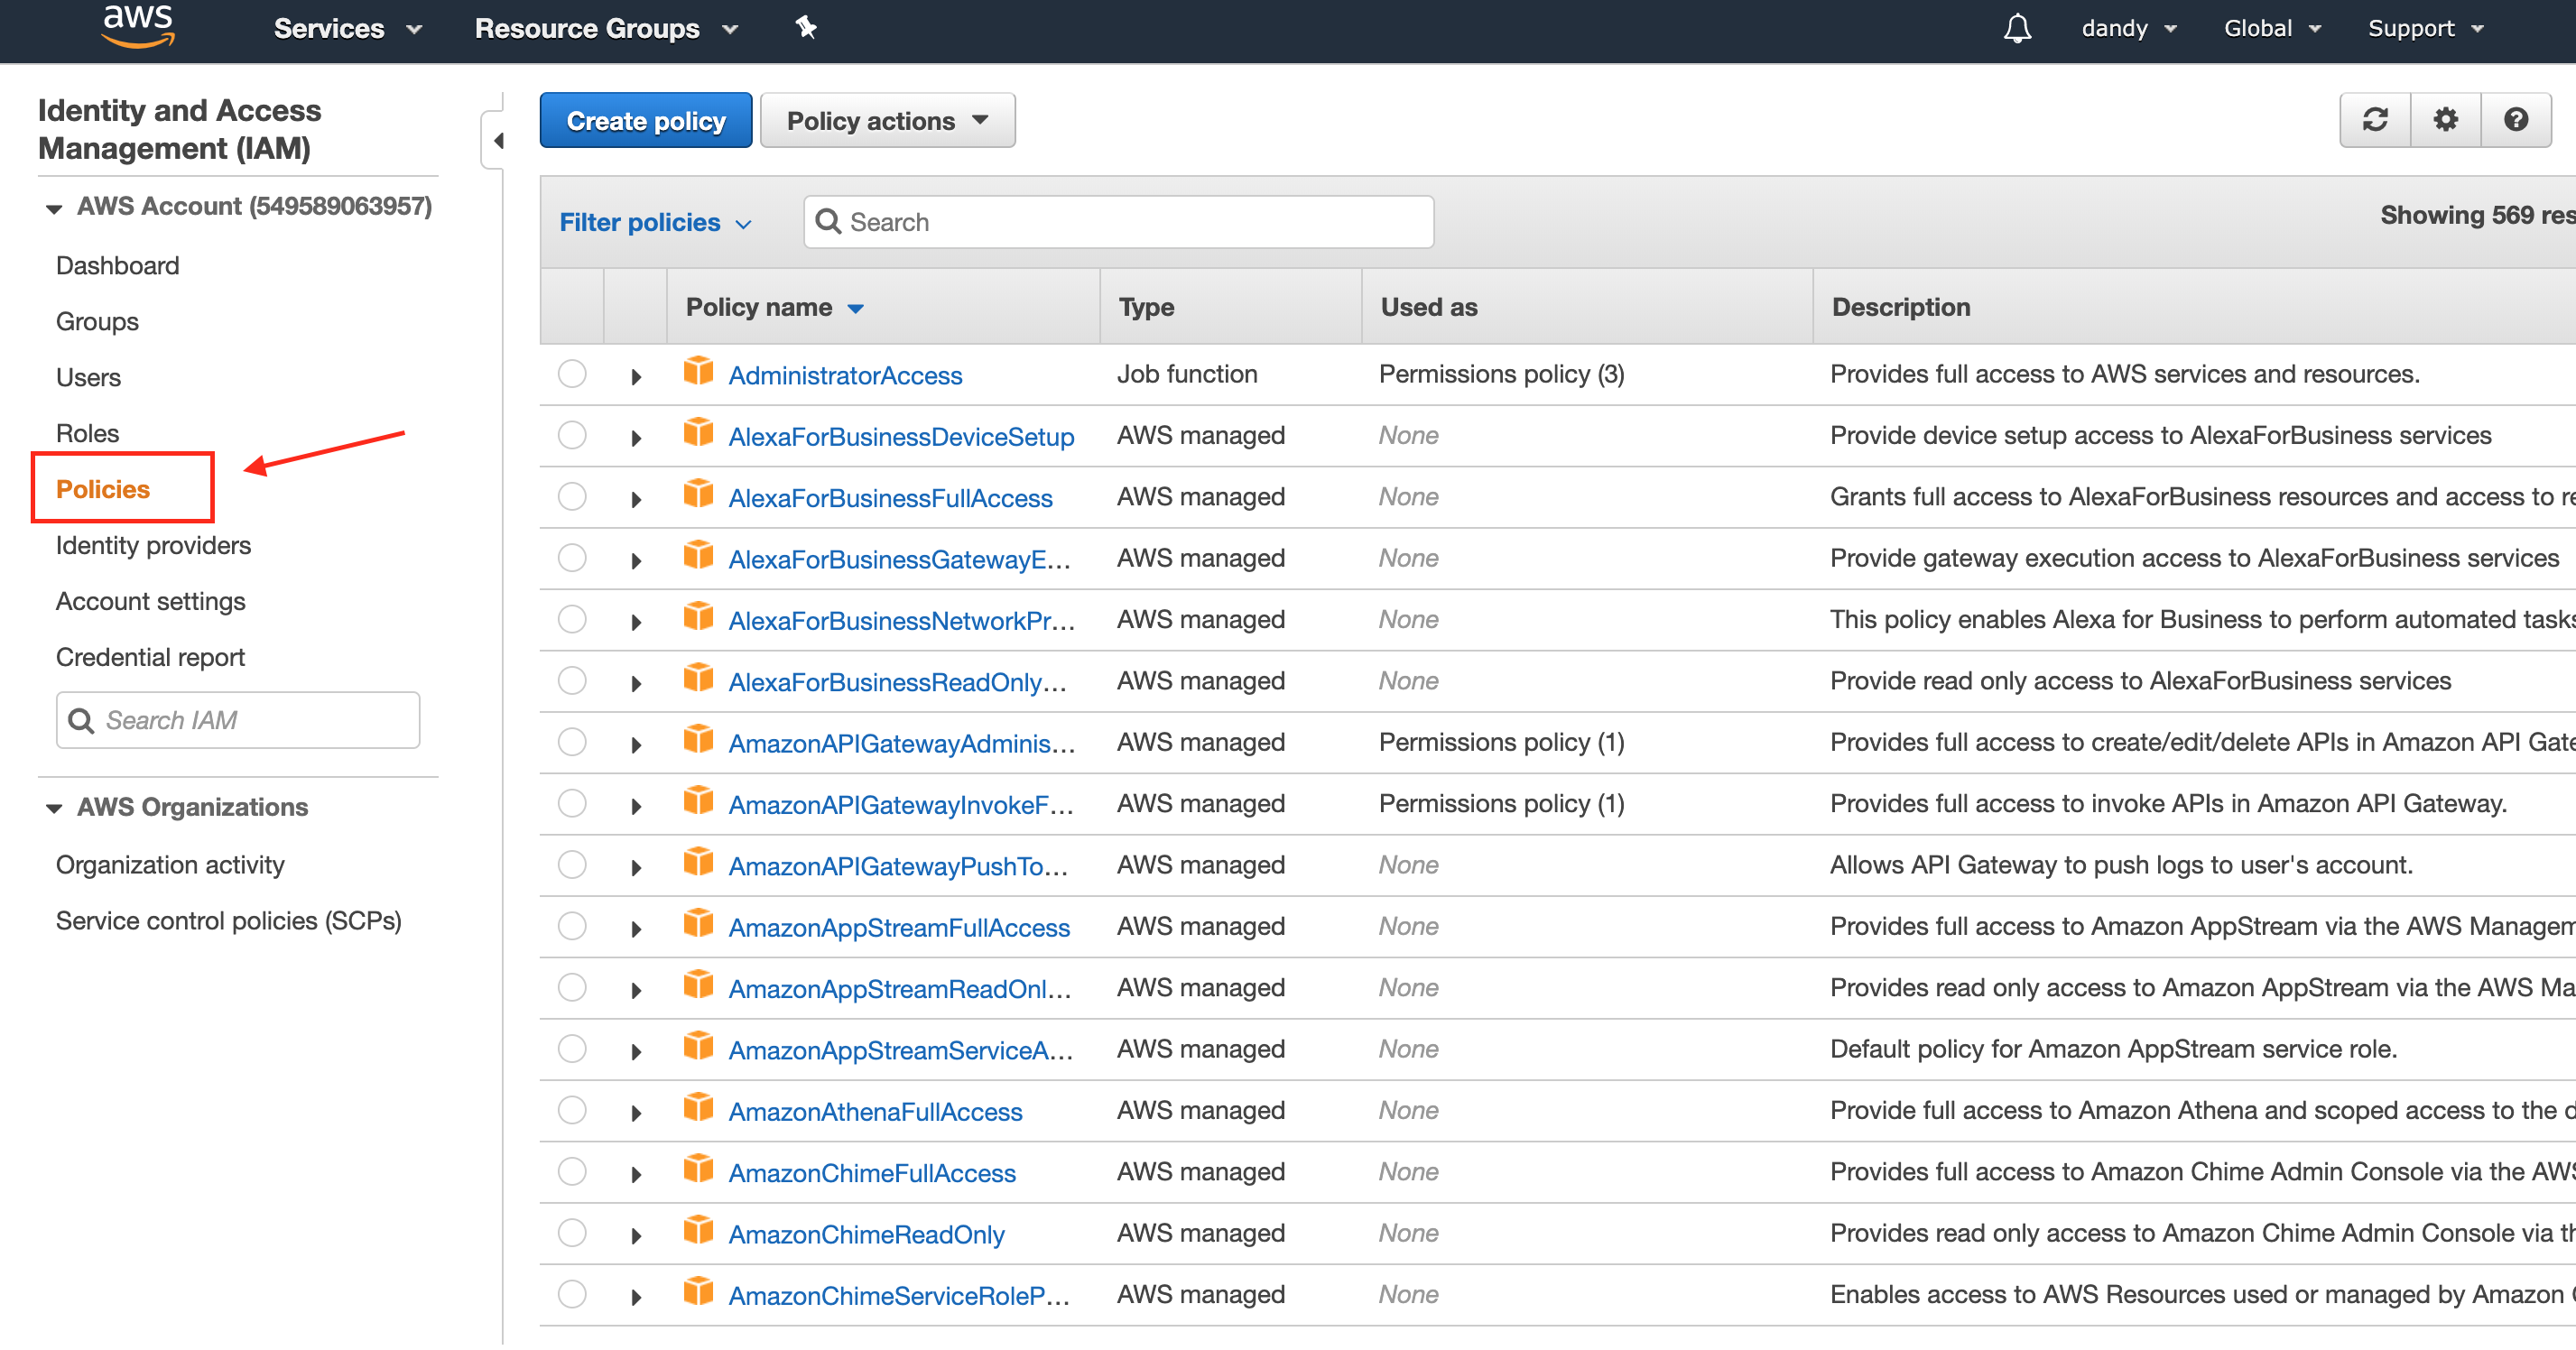 aws
Services
Resource Groups
dandy
Global
Support
Identity and Access
Management (IAM)
AWS Account (549589063957)
Dashboard
Groups
Users
Roles
Policies
Identity providers
Account settings
Credential report
Search IAM
AWS Organizations
Organization activity
Service control policies (SCPs)
Create policy
Policy actions
Filter policies
Search
Showing 569 res
Policy name Type Used as Description
AdministratorAccess Job function Permissions policy (3) Provides full access to AWS services and resources.
AlexaForBusinessDeviceSetup AWS managed None Provide device setup access to AlexaForBusiness services
AlexaForBusinessFullAccess AWS managed None Grants full access to AlexaForBusiness resources and access to re
AlexaForBusinessGatewayE... AWS managed None Provide gateway execution access to AlexaForBusiness services
AlexaForBusinessNetworkPr... AWS managed None This policy enables Alexa for Business to perform automated tasks
AlexaForBusinessReadOnly... AWS managed None Provide read only access to AlexaForBusiness services
AmazonAPIGatewayAdminis... AWS managed Permissions policy (1) Provides full access to create/edit/delete APIs in Amazon API Gate
AmazonAPIGatewayInvokeF... AWS managed Permissions policy (1) Provides full access to invoke APIs in Amazon API Gateway.
AmazonAPIGatewayPushTo... AWS managed None Allows API Gateway to push logs to user's account.
AmazonAppStreamFullAccess AWS managed None Provides full access to Amazon AppStream via the AWS Managem
AmazonAppStreamReadOnl... AWS managed None Provides read only access to Amazon AppStream via the AWS Ma
AmazonAppStreamServiceA... AWS managed None Default policy for Amazon AppStream service role.
AmazonAthenaFullAccess AWS managed None Provide full access to Amazon Athena and scoped access to the d
AmazonChimeFullAccess AWS managed None Provides full access to Amazon Chime Admin Console via the AWS
AmazonChimeReadOnly AWS managed None Provides read only access to Amazon Chime Admin Console via th
AmazonChimeServiceRoleP... AWS managed None Enables access to AWS Resources used or managed by Amazon C